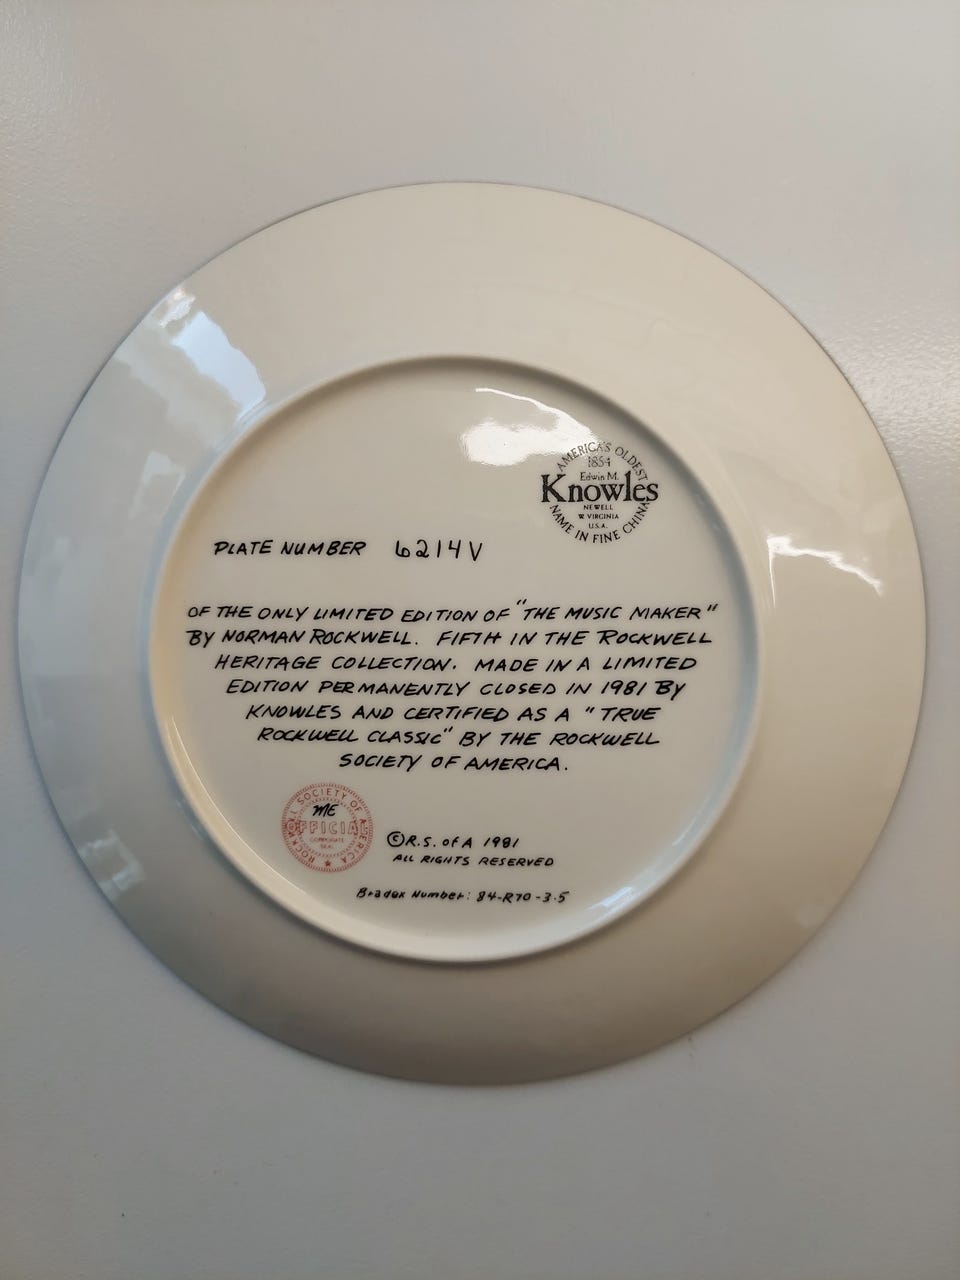 AMERICA'S OLDEST
1854
Edwin M.
Knowles
NEWELL
W. VIRGINIA
U.S.A.
NAME IN FINE CHINA
PLATE NUMBER 6214V
OF THE ONLY LIMITED EDITION OF "THE MUSIC MAKER"
BY NORMAN ROCKWELL. FIFTH IN THE ROCKWELL
HERITAGE COLLECTION. MADE IN A LIMITED
EDITION PERMANENTLY CLOSED IN 1981 BY
KNOWLES AND CERTIFIED AS A "TRUE
ROCKWELL CLASSIC" BY THE ROCKWELL
SOCIETY OF AMERICA.
ROCKWELL SOCIETY OF AMERICA
ME
OFFICIAL
CORPORATE
SEAL
©R.S. OF A 1981
ALL RIGHTS RESERVED
Bradex Number: 84-R70-3.5